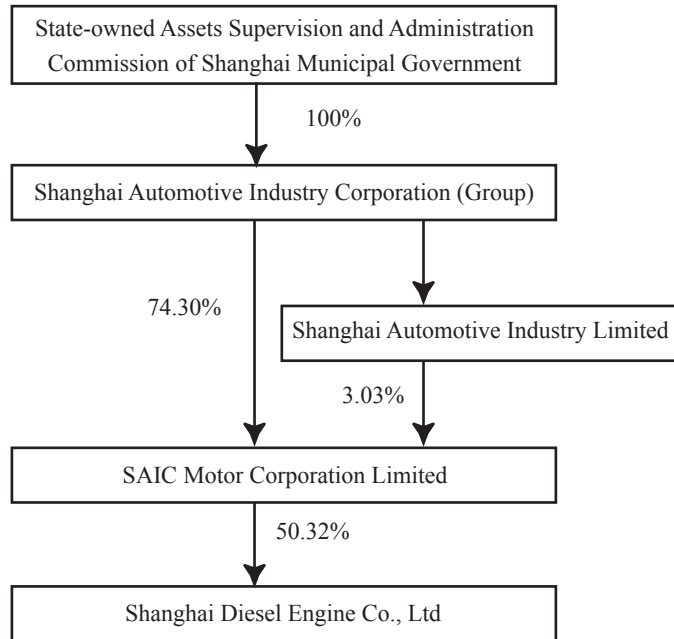 State-owned Assets Supervision and Administration
Commission of Shanghai Municipal Government
100%
Shanghai Automotive Industry Corporation (Group)
74.30%
Shanghai Automotive Industry Limited
3.03%
SAIC Motor Corporation Limited
50.32%
Shanghai Diesel Engine Co., Ltd